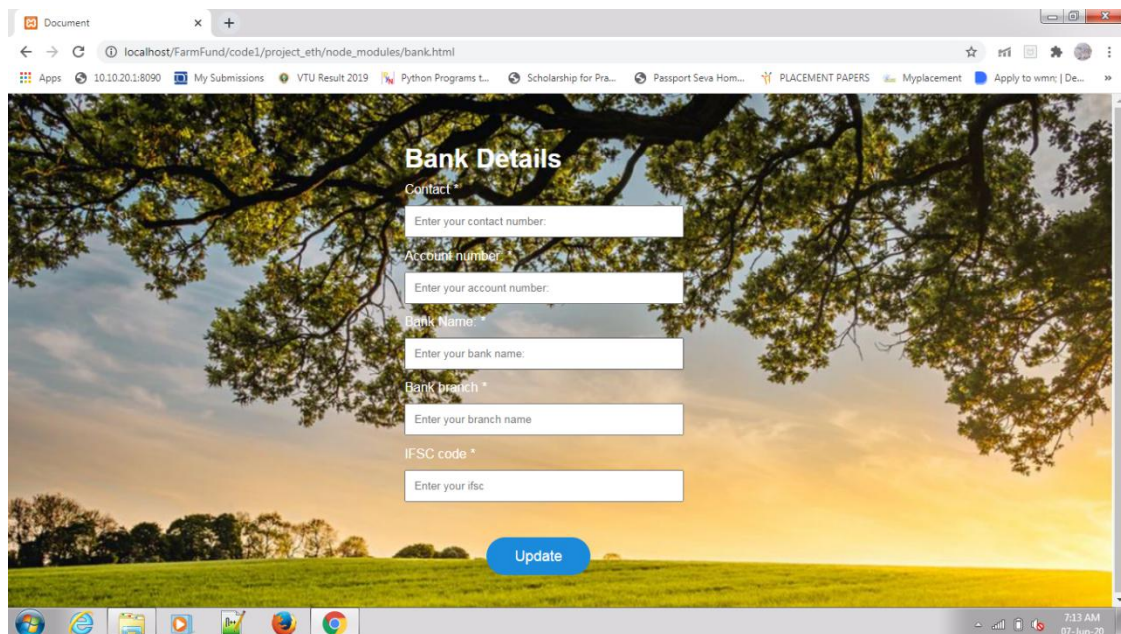 Document
localhost/FarmFund/code1/project_eth/node_modules/bank.html
Apps 10.10.20.1:8090 My Submissions VTU Result 2019 Python Programs t... Scholarship for Pra... Passport Seva Hom... PLACEMENT PAPERS Myplacement Apply to wmn; | De... »
Bank Details
Contact *
Enter your contact number:
Account number: *
Enter your account number:
Bank Name: *
Enter your bank name:
Bank branch *
Enter your branch name
IFSC code *
Enter your ifsc
Update
7:13 AM
07-Jun-20